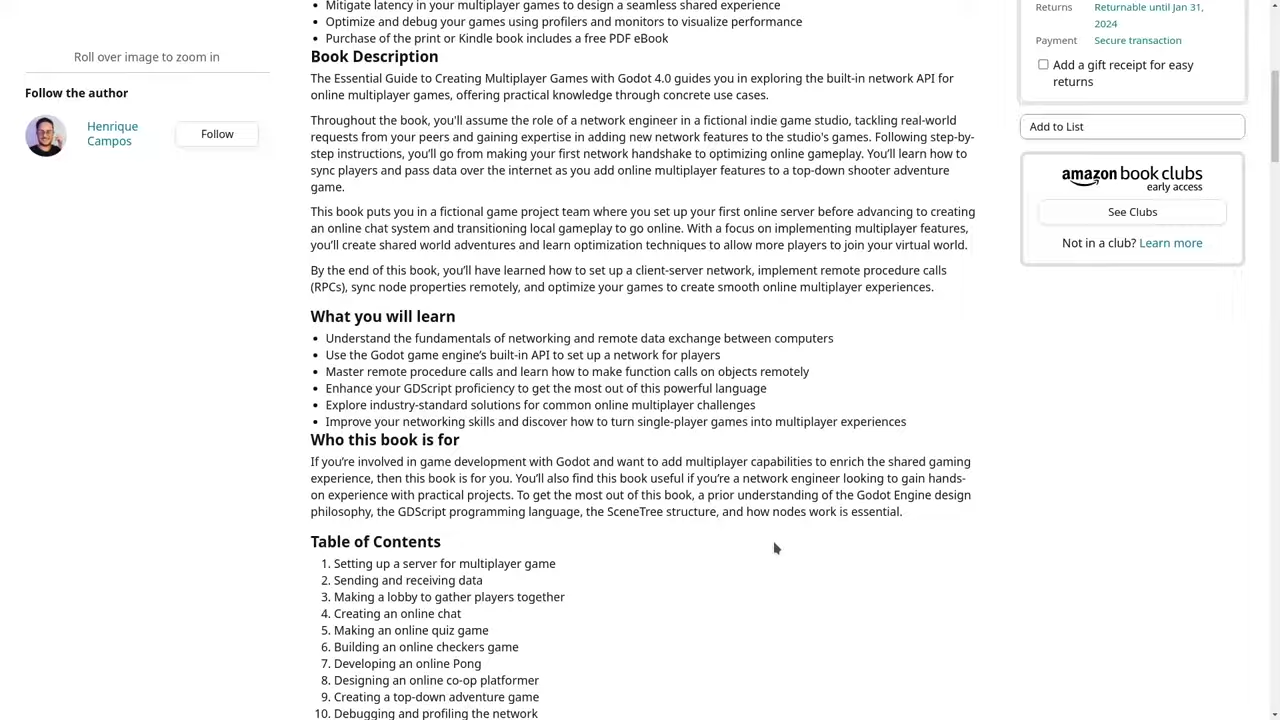 Mitigate latency in your multiplayer games to design a seamless shared experience
Optimize and debug your games using profilers and monitors to visualize performance
Purchase of the print or Kindle book includes a free PDF eBook
Roll over image to zoom in
Follow the author
Henrique
Campos
Follow
Book Description
The Essential Guide to Creating Multiplayer Games with Godot 4.0 guides you in exploring the built-in network API for
online multiplayer games, offering practical knowledge through concrete use cases.
Throughout the book, you'll assume the role of a network engineer in a fictional indie game studio, tackling real-world
requests from your peers and gaining expertise in adding new network features to the studio's games. Following step-by-
step instructions, you’ll go from making your first network handshake to optimizing online gameplay. You’ll learn how to
sync players and pass data over the internet as you add online multiplayer features to a top-down shooter adventure
game.
This book puts you in a fictional game project team where you set up your first online server before advancing to creating
an online chat system and transitioning local gameplay to go online. With a focus on implementing multiplayer features,
you’ll create shared world adventures and learn optimization techniques to allow more players to join your virtual world.
By the end of this book, you’ll have learned how to set up a client-server network, implement remote procedure calls
(RPCs), sync node properties remotely, and optimize your games to create smooth online multiplayer experiences.
What you will learn
Understand the fundamentals of networking and remote data exchange between computers
Use the Godot game engine’s built-in API to set up a network for players
Master remote procedure calls and learn how to make function calls on objects remotely
Enhance your GDScript proficiency to get the most out of this powerful language
Explore industry-standard solutions for common online multiplayer challenges
Improve your networking skills and discover how to turn single-player games into multiplayer experiences
Who this book is for
If you’re involved in game development with Godot and want to add multiplayer capabilities to enrich the shared gaming
experience, then this book is for you. You’ll also find this book useful if you’re a network engineer looking to gain hands-
on experience with practical projects. To get the most out of this book, a prior understanding of the Godot Engine design
philosophy, the GDScript programming language, the SceneTree structure, and how nodes work is essential.
Table of Contents
1. Setting up a server for multiplayer game
2. Sending and receiving data
3. Making a lobby to gather players together
4. Creating an online chat
5. Making an online quiz game
6. Building an online checkers game
7. Developing an online Pong
8. Designing an online co-op platformer
9. Creating a top-down adventure game
10. Debugging and profiling the network
Returns Returnable until Jan 31,
2024
Payment Secure transaction
Add a gift receipt for easy
returns
Add to List
amazon book clubs
early access
See Clubs
Not in a club? Learn more